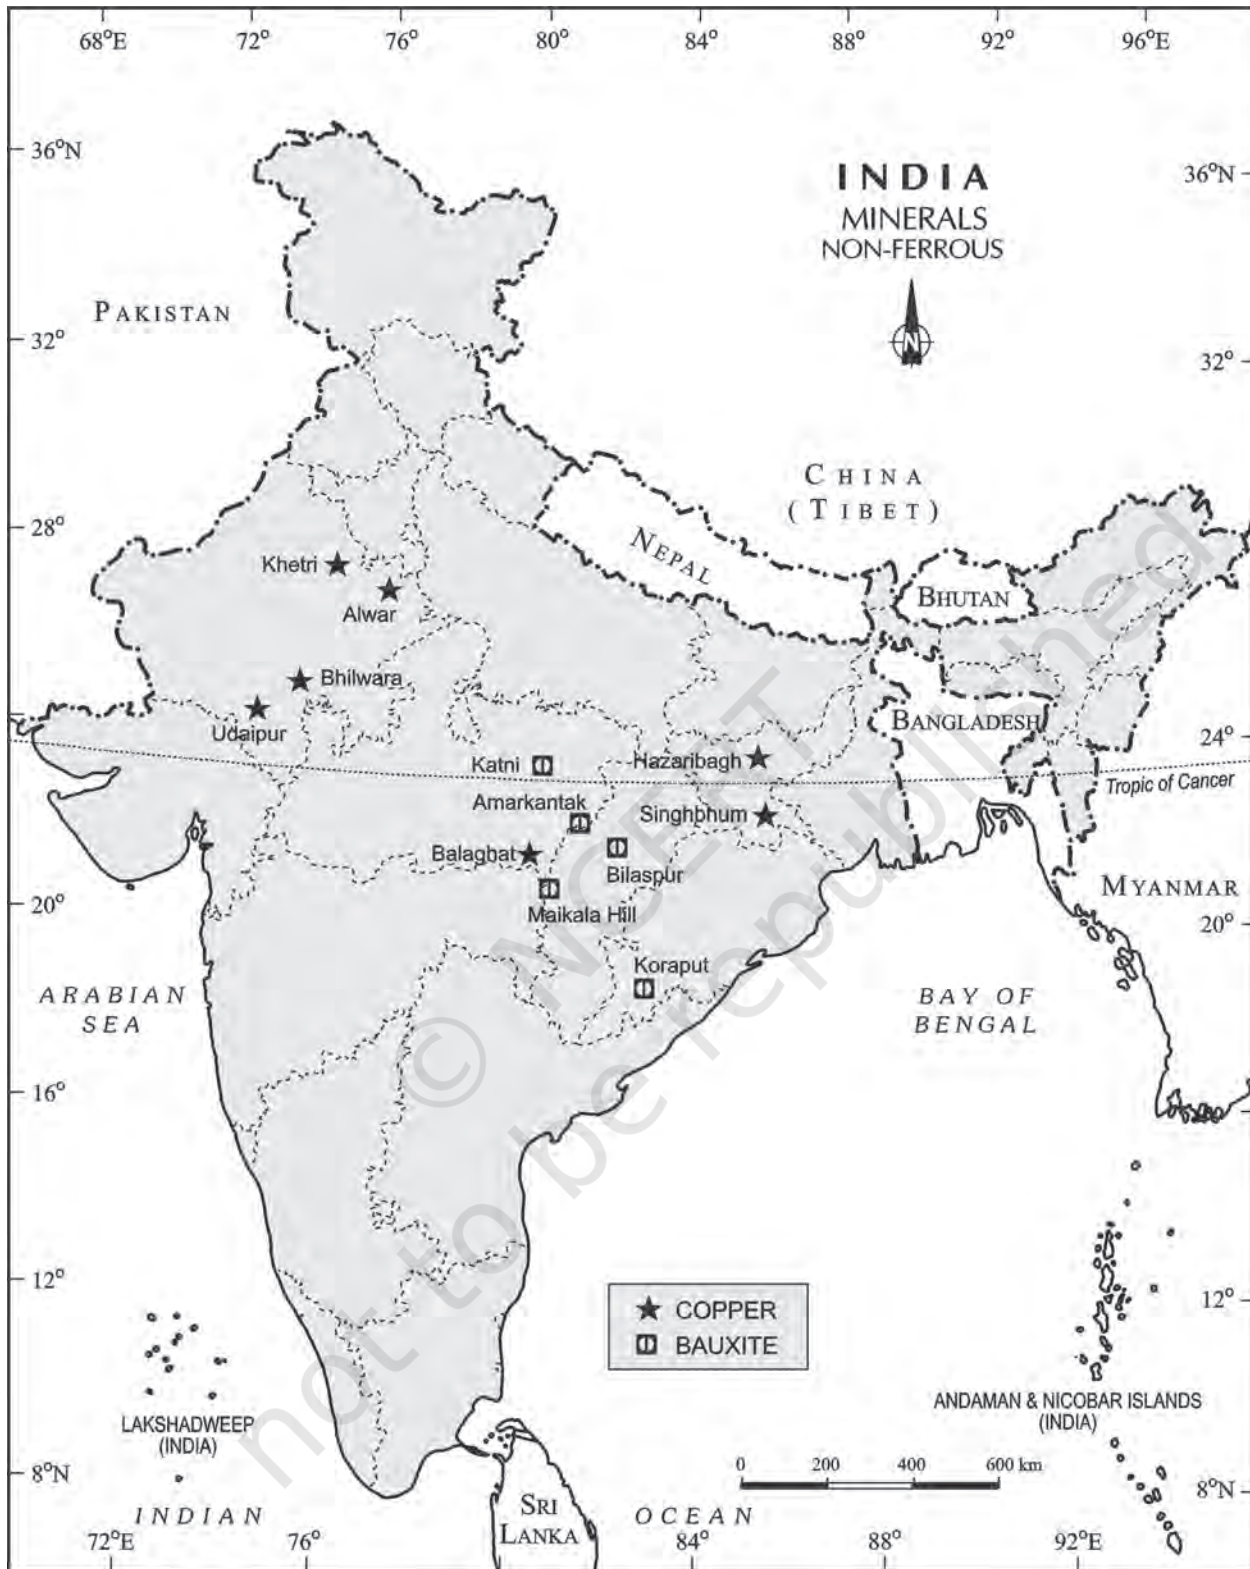 68°E 72° 76° 80° 84° 88° 92° 96°E
36°N
INDIA
MINERALS
NON-FERROUS
36°N
PAKISTAN
N
32°
32°
CHINA
(TIBET)
28°
NEPAL
Khetri
BHUTAN
Alwar
Bhilwara
Udaipur
BANGLADESH
24°
Katni
Hazaribagh
Tropic of Cancer
Amarkantak
Singhbhum
Balaghat
Bilaspur
MYANMAR
20°
Maikala Hill
20°
Koraput
ARABIAN
SEA
BAY OF
BENGAL
© NCERT
not to be republished
16°
12°
12°
COPPER
BAUXITE
LAKSHADWEEP
(INDIA)
ANDAMAN & NICOBAR ISLANDS
(INDIA)
0 200 400 600 km
8°N
8°N
SRI
LANKA
INDIAN OCEAN
72°E 76° 84° 88° 92°E